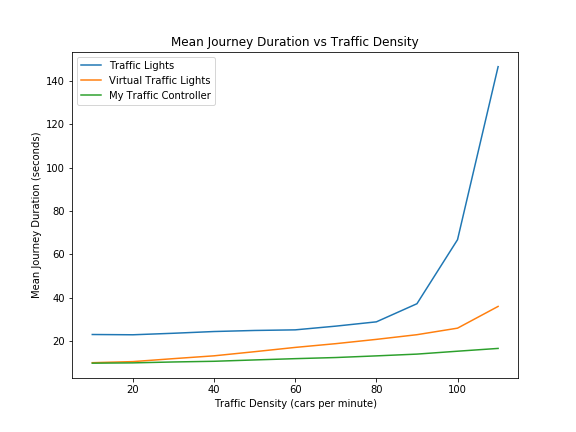 Mean Journey Duration vs Traffic Density
Traffic Lights
Virtual Traffic Lights
My Traffic Controller
Mean Journey Duration (seconds)
140
120
100
80
60
40
20
20 40 60 80 100
Traffic Density (cars per minute)